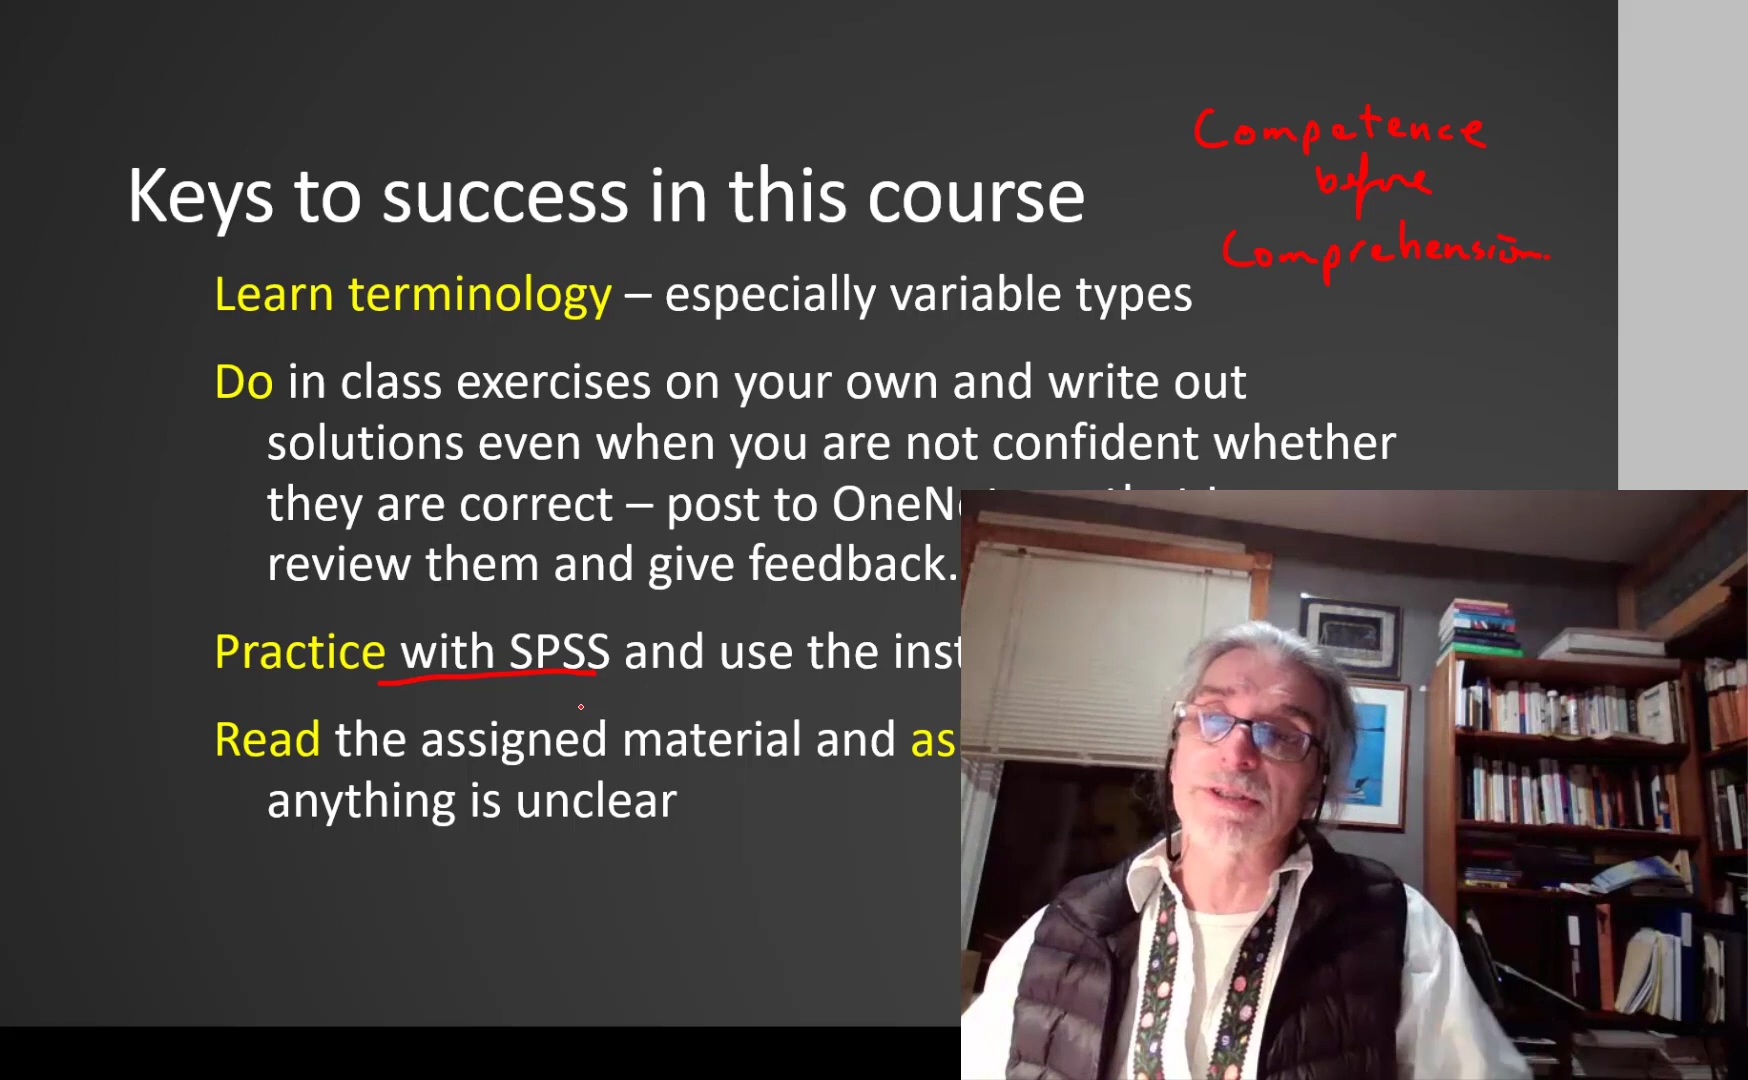 Competence
before
Comprehension.
Keys to success in this course
Learn terminology – especially variable types
Do in class exercises on your own and write out
solutions even when you are not confident whether
they are correct – post to OneN
review them and give feedback.
Practice with SPSS and use the inst
Read the assigned material and as
anything is unclear